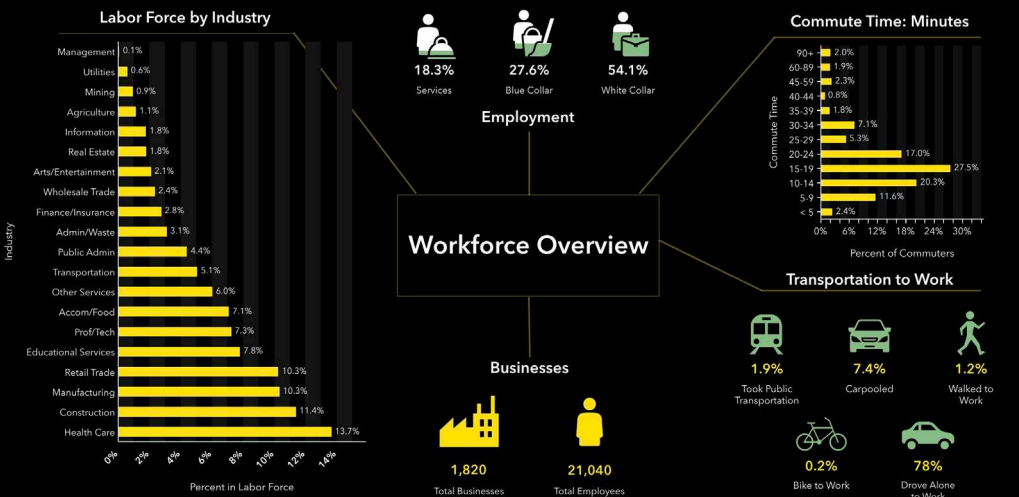 Labor Force by Industry
Management 0.1%
Utilities 0.6%
Mining 0.9%
Agriculture 1.1%
Information 1.8%
Real Estate 1.8%
Arts/Entertainment 2.1%
Wholesale Trade 2.4%
Finance/Insurance 2.8%
Admin/Waste 3.1%
Public Admin 4.4%
Transportation 5.1%
Other Services 6.0%
Accom/Food 7.1%
Prof/Tech 7.3%
Educational Services 7.8%
Retail Trade 10.3%
Manufacturing 10.3%
Construction 11.4%
Health Care 13.7%
Industry
0% 2% 4% 6% 8% 10% 12% 14%
Percent in Labor Force
18.3% 27.6% 54.1%
Services Blue Collar White Collar
Employment
Workforce Overview
Businesses
1,820 21,040
Total Businesses Total Employees
Commute Time: Minutes
90+ 2.0%
60-89 1.9%
45-59 2.3%
40-44 0.8%
35-39 1.8%
30-34 7.1%
25-29 5.3%
20-24 17.0%
15-19 27.5%
10-14 20.3%
5-9 11.6%
< 5 2.4%
Commute Time
0% 6% 12% 18% 24% 30%
Percent of Commuters
Transportation to Work
1.9% 7.4% 1.2%
Took Public Carpooled Walked to
Transportation Work
0.2% 78%
Bike to Work Drove Alone
to Work